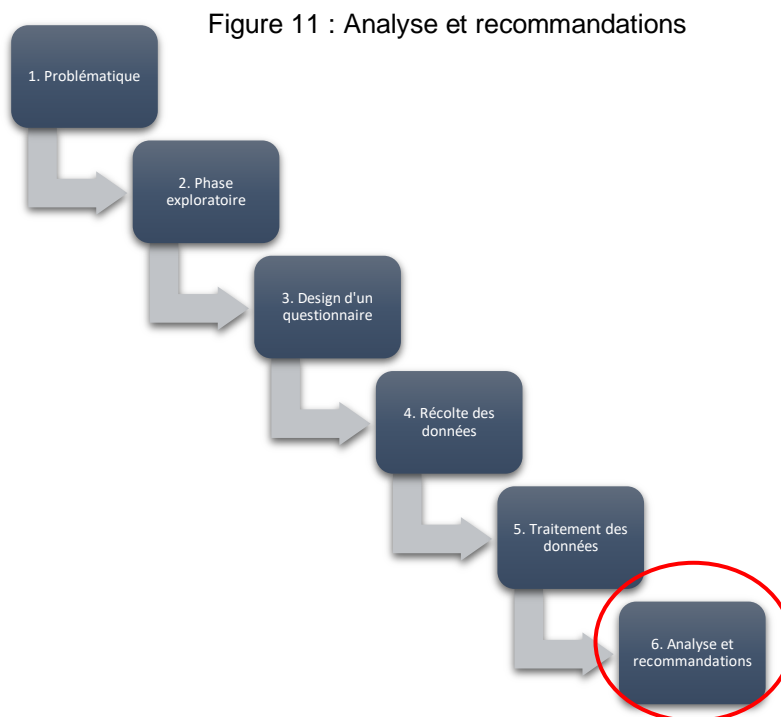 Figure 11 : Analyse et recommandations
1. Problématique
2. Phase
exploratoire
3. Design d'un
questionnaire
4. Récolte des
données
5. Traitement des
données
6. Analyse et
recommandations